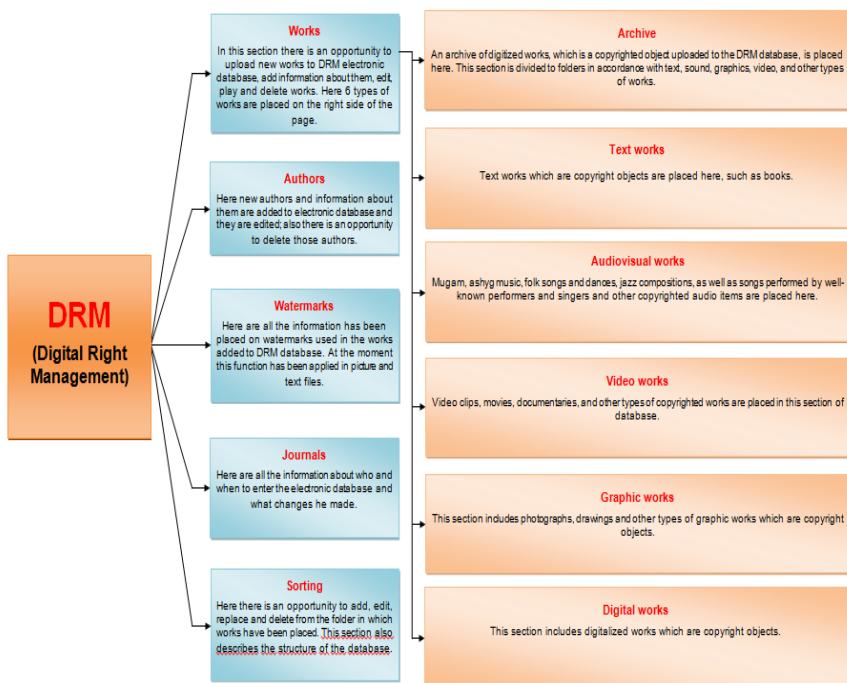 DRM
(Digital Right
Management)
Works
In this section there is an opportunity to
upload new works to DRM electronic
database, add information about them, edit,
play and delete works. Here 6 types of
works are placed on the right side of the
page.
Authors
Here new authors and information about
them are added to electronic database and
they are edited; also there is an opportunity
to delete those authors.
Watermarks
Here are all the information has been
placed on watermarks used in the works
added to DRM database. At the moment
this function has been applied in picture and
text files.
Journals
Here are all the information about who and
when to enter the electronic database and
what changes he made.
Sorting
Here there is an opportunity to add, edit,
replace and delete from the folder in which
works have been placed. This section also
describes the structure of the database.
Archive
An archive of digitized works, which is a copyrighted object uploaded to the DRM database, is placed
here. This section is divided to folders in accordance with text, sound, graphics, video, and other types
of works.
Text works
Text works which are copyright objects are placed here, such as books.
Audiovisual works
Mugam, ashyg music, folk songs and dances, jazz compositions, as well as songs performed by well-
known performers and singers and other copyrighted audio items are placed here.
Video works
Video clips, movies, documentaries, and other types of copyrighted works are placed in this section of
database.
Graphic works
This section includes photographs, drawings and other types of graphic works which are copyright
objects.
Digital works
This section includes digitalized works which are copyright objects.